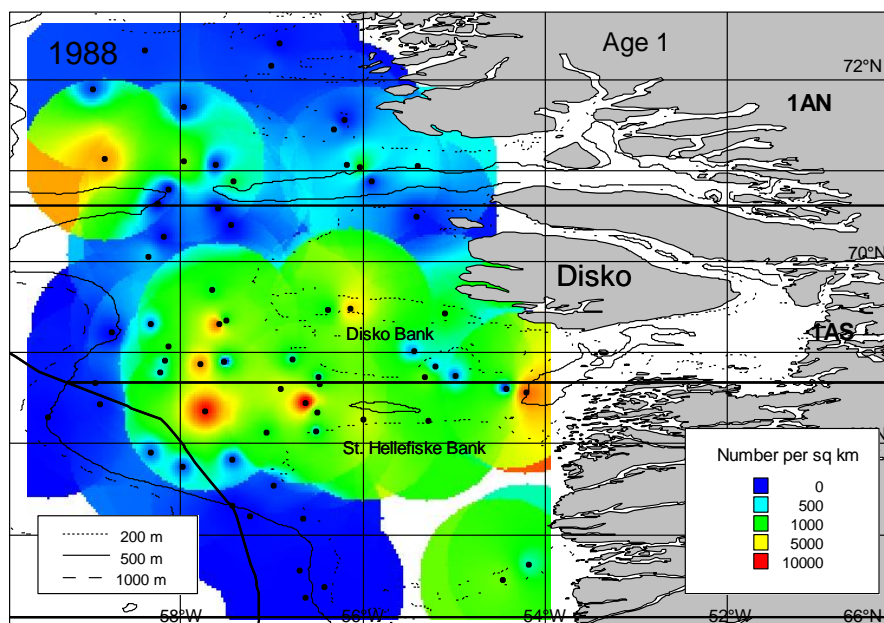 1988
Age 1
72°N
1AN
70°N
Disko
Disko Bank
1AS
St. Hellefiske Bank
Number per sq km
0
500
1000
5000
10000
200 m
500 m
1000 m
58°W
56°W
54°W
52°W